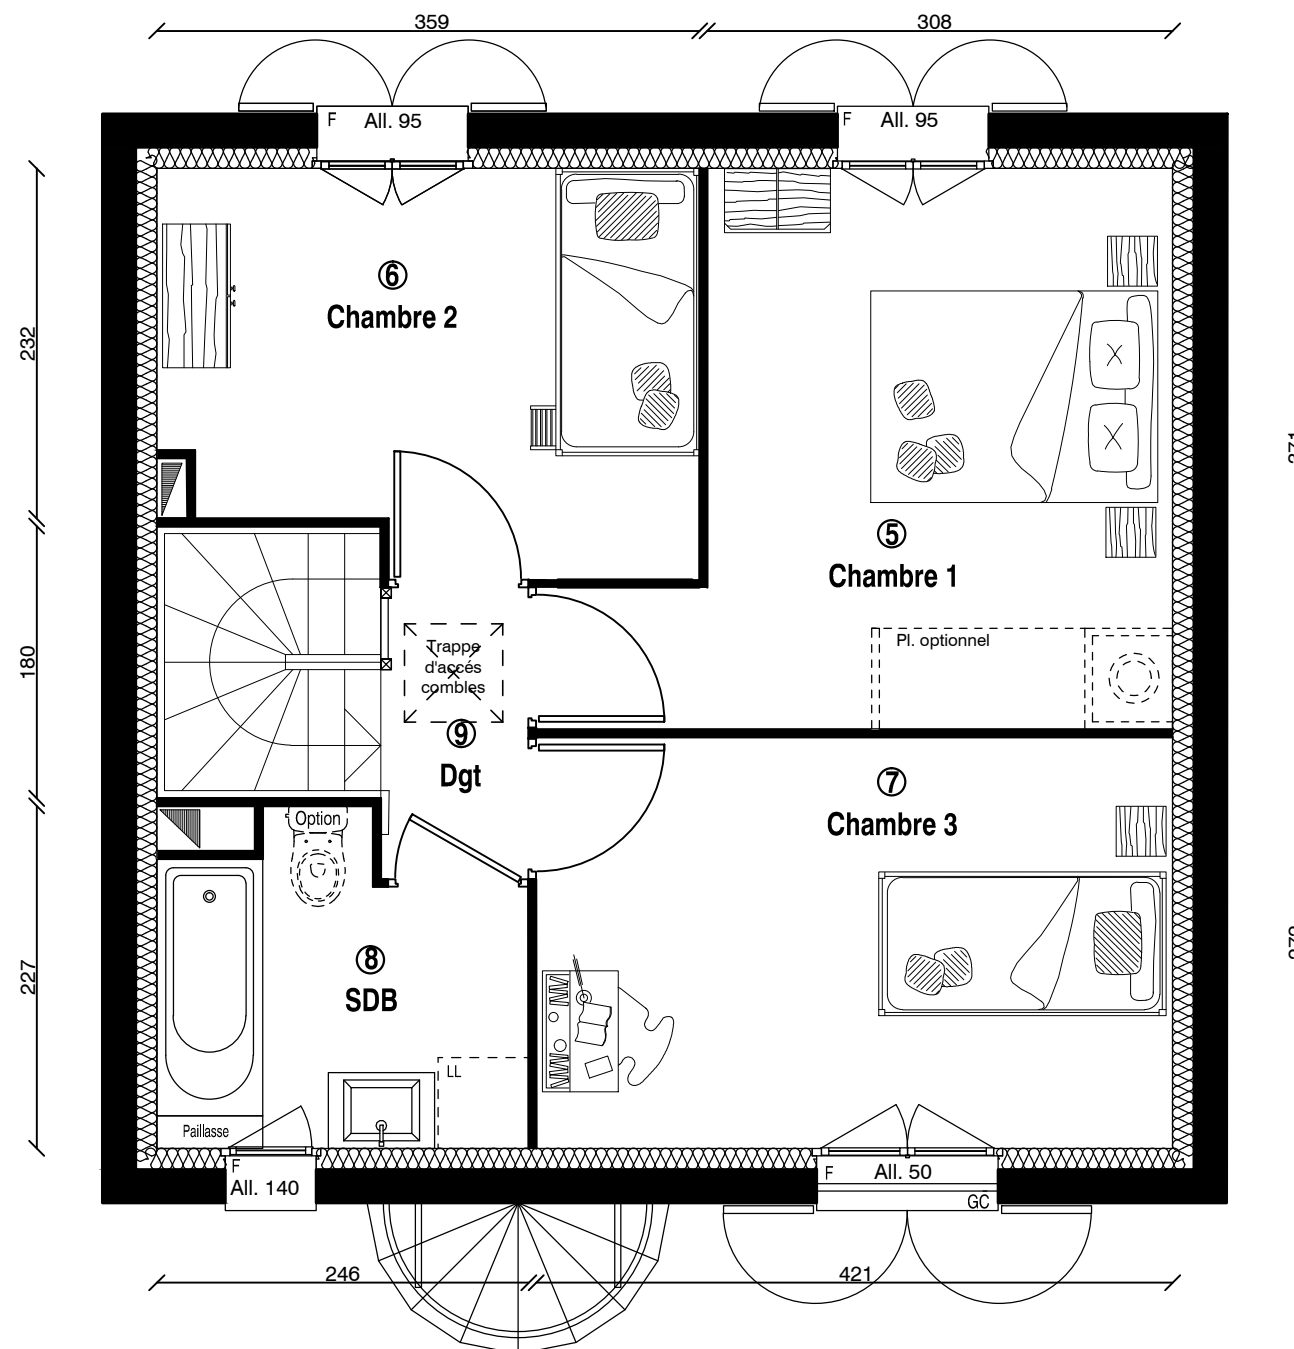 359
308
F
All. 95
F
All. 95
6
Chambre 2
232
5
Chambre 1
Pl. optionnel
Trappe
d'accés
combles
180
9
Dgt
7
Chambre 3
Option
8
SDB
227
LL
Paillasse
F
All. 140
F
All. 50
GC
246
421